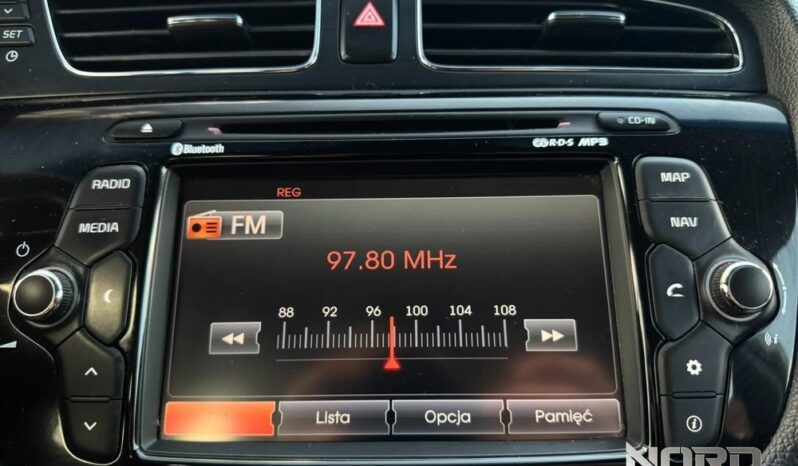 SET
Bluetooth
R·D·S MP3
CD-IN
RADIO
MEDIA
MAP
NAV
REG
FM
97.80 MHz
88 92 96 100 104 108
Lista Opcja Pamięć
NORD